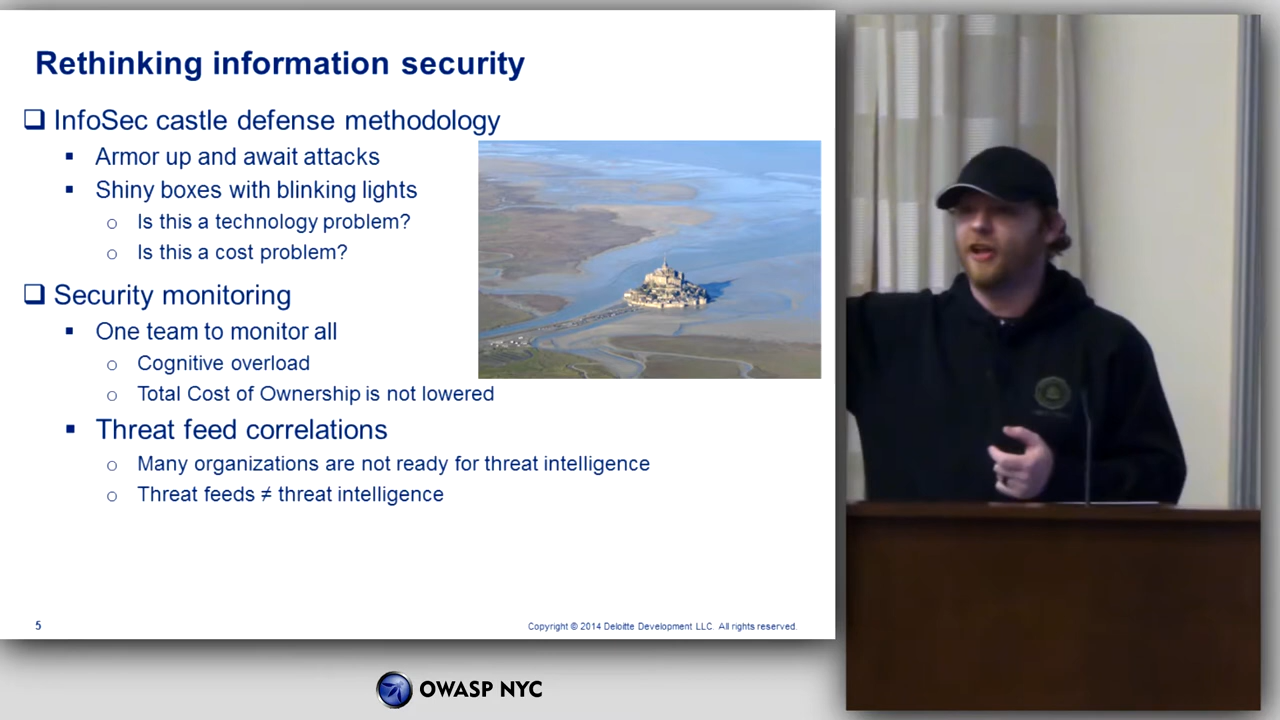 Rethinking information security
❑ InfoSec castle defense methodology
▪ Armor up and await attacks
▪ Shiny boxes with blinking lights
o Is this a technology problem?
o Is this a cost problem?
❑ Security monitoring
▪ One team to monitor all
o Cognitive overload
o Total Cost of Ownership is not lowered
▪ Threat feed correlations
o Many organizations are not ready for threat intelligence
o Threat feeds ≠ threat intelligence
5
Copyright © 2014 Deloitte Development LLC. All rights reserved.
OWASP NYC